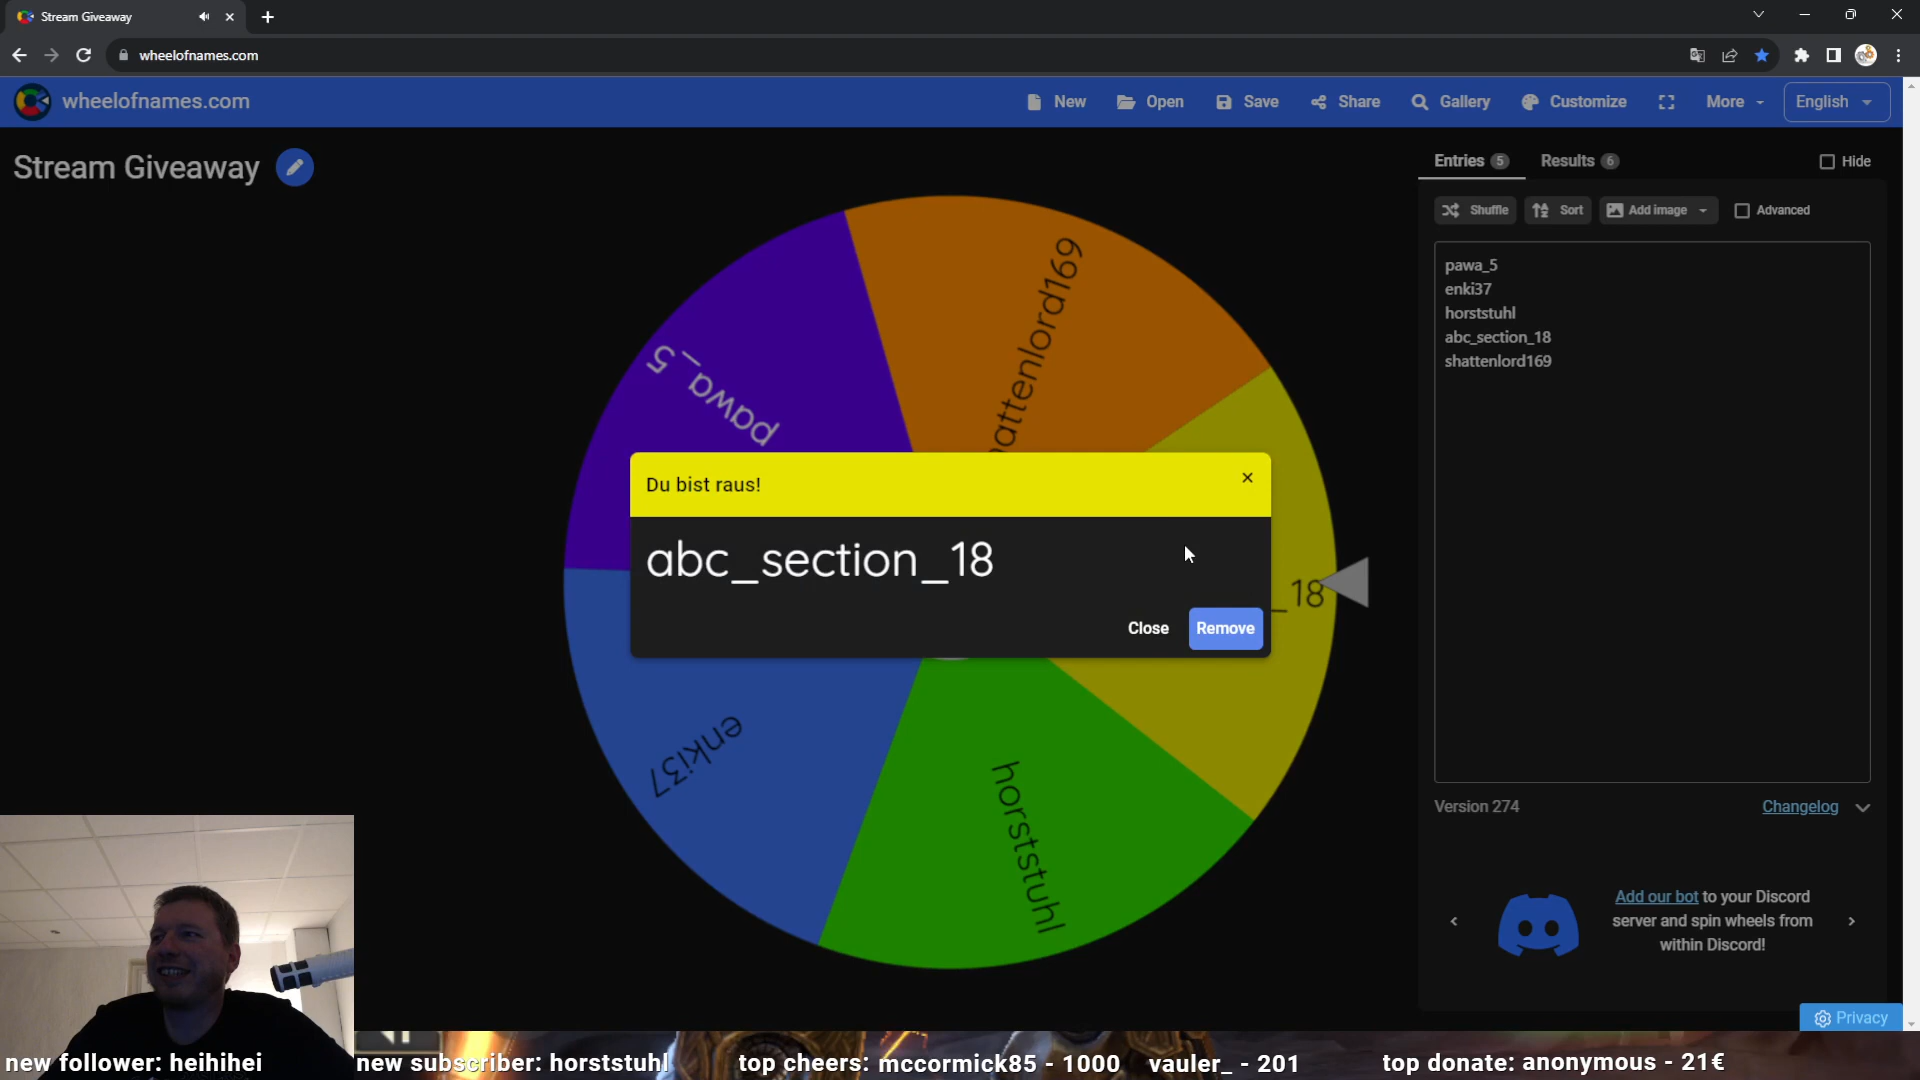 Stream Giveaway
wheelofnames.com
wheelofnames.com
New
Open
Save
Share
Gallery
Customize
More
English
Stream Giveaway
Entries 5
Results 6
Hide
Shuffle
Sort
Add image
Advanced
pawa_5
enki37
horststuhl
abc_section_18
shattenlord169
attenlord169
pawa_5
_18
enki37
horststuhl
Du bist raus!
abc_section_18
Close
Remove
Version 274
Changelog
Add our bot to your Discord
server and spin wheels from
within Discord!
Privacy
new follower: heihihei
new subscriber: horststuhl
top cheers: mccormick85 - 1000
vauler_ - 201
top donate: anonymous - 21€